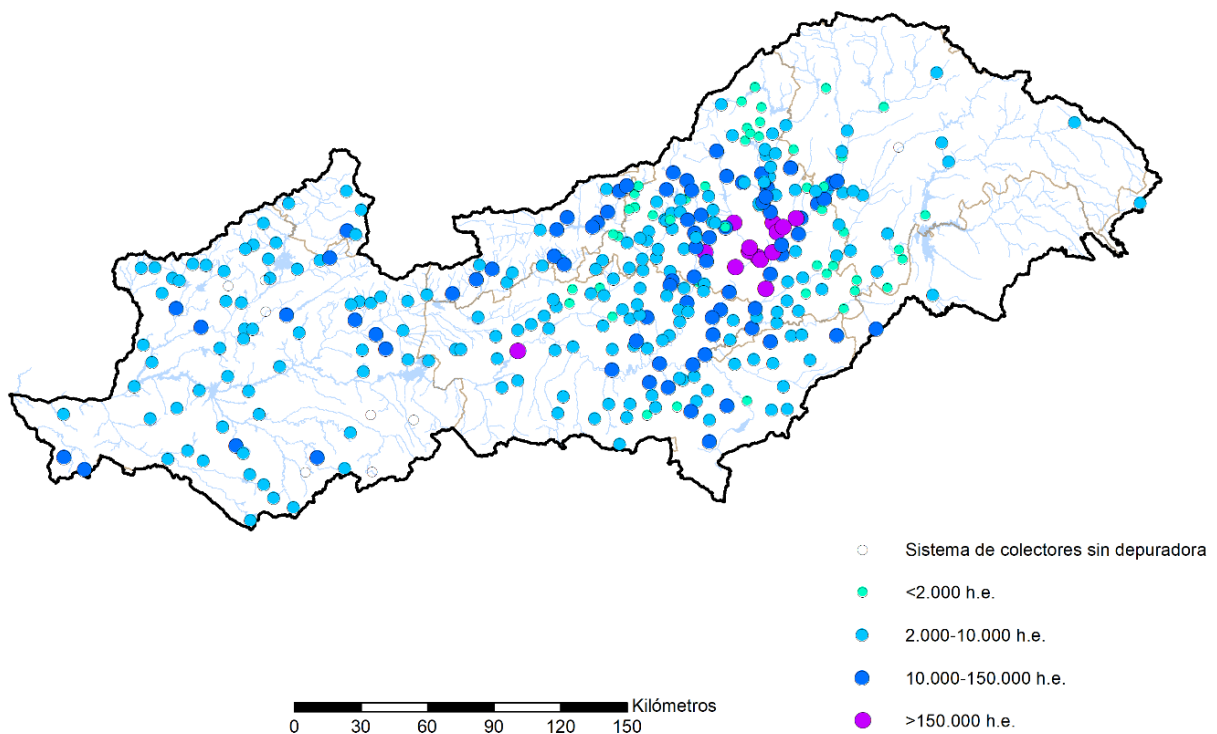 Sistema de colectores sin depuradora
<2.000 h.e.
2.000-10.000 h.e.
10.000-150.000 h.e.
>150.000 h.e.
Kilómetros
0 30 60 90 120 150